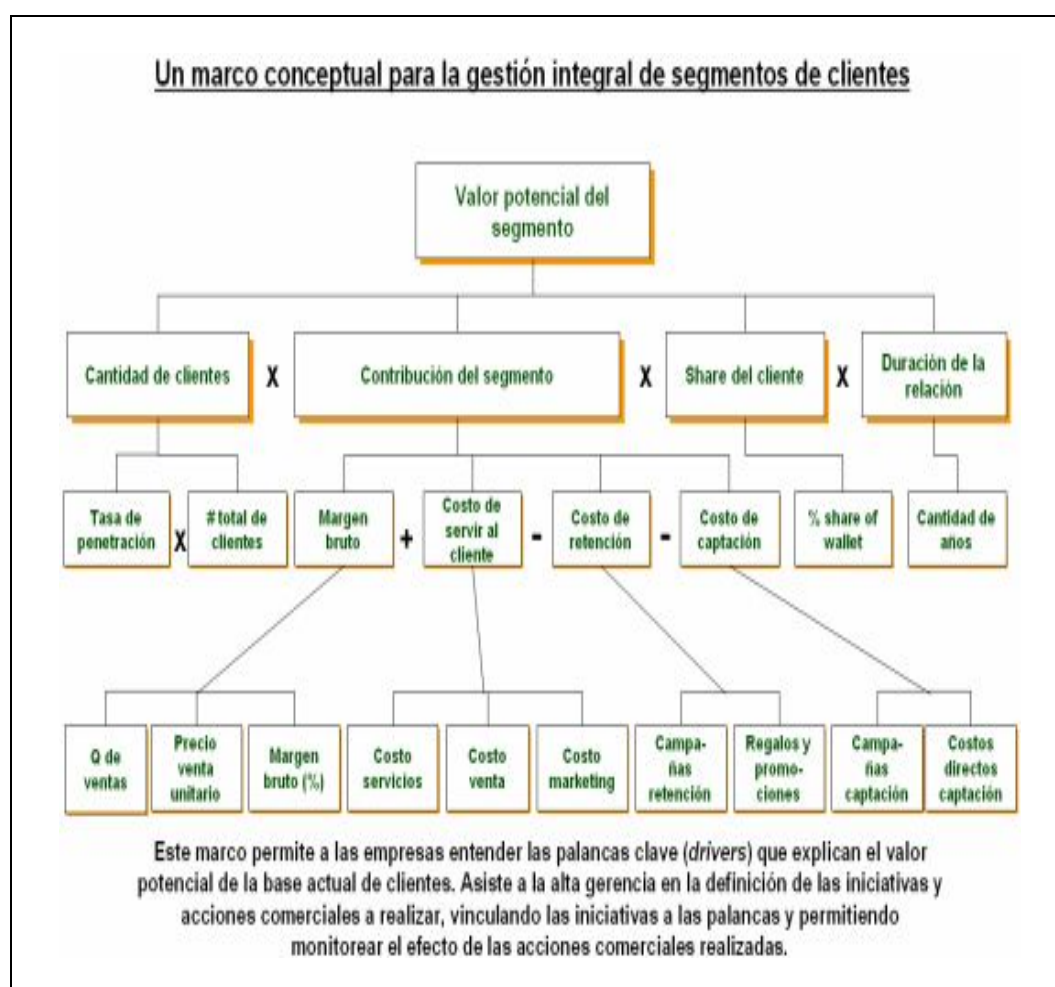 Un marco conceptual para la gestión integral de segmentos de clientes
Valor potencial del
segmento
Cantidad de clientes
X
Contribución del segmento
X
Share del cliente
X
Duración de la
relación
Tasa de
penetración
X
# total de
clientes
Margen
bruto
+
Costo de
servir al
cliente
-
Costo de
retención
-
Costo de
captación
% share of
wallet
Cantidad de
años
Q de
ventas
Precio
venta
unitario
Margen
bruto (%)
Costo
servicios
Costo
venta
Costo
marketing
Campa-
ñas
retención
Regalos y
promo-
ciones
Campa-
ñas
captación
Costos
directos
captación
Este marco permite a las empresas entender las palancas clave (drivers) que explican el valor
potencial de la base actual de clientes. Asiste a la alta gerencia en la definición de las iniciativas y
acciones comerciales a realizar, vinculando las iniciativas a las palancas y permitiendo
monitorear el efecto de las acciones comerciales realizadas.